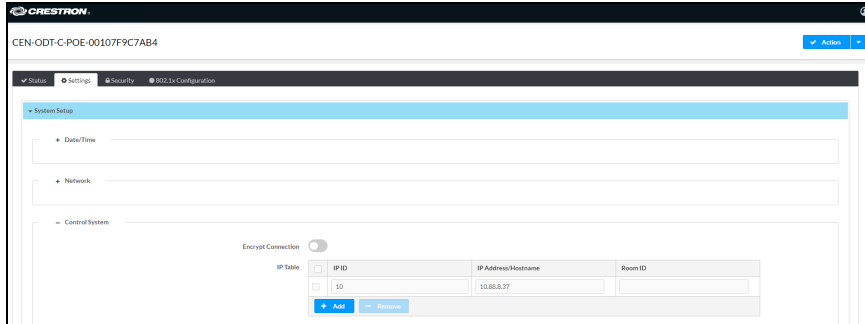 CRESTRON.
CEN-ODT-C-POE-00107F9C7AB4
Action
Status Settings Security 802.1x Configuration
System Setup
+ Date/Time
+ Network
− Control System
Encrypt Connection
IP Table IP ID IP Address/Hostname Room ID
10 10.88.8.37
+ Add − Remove